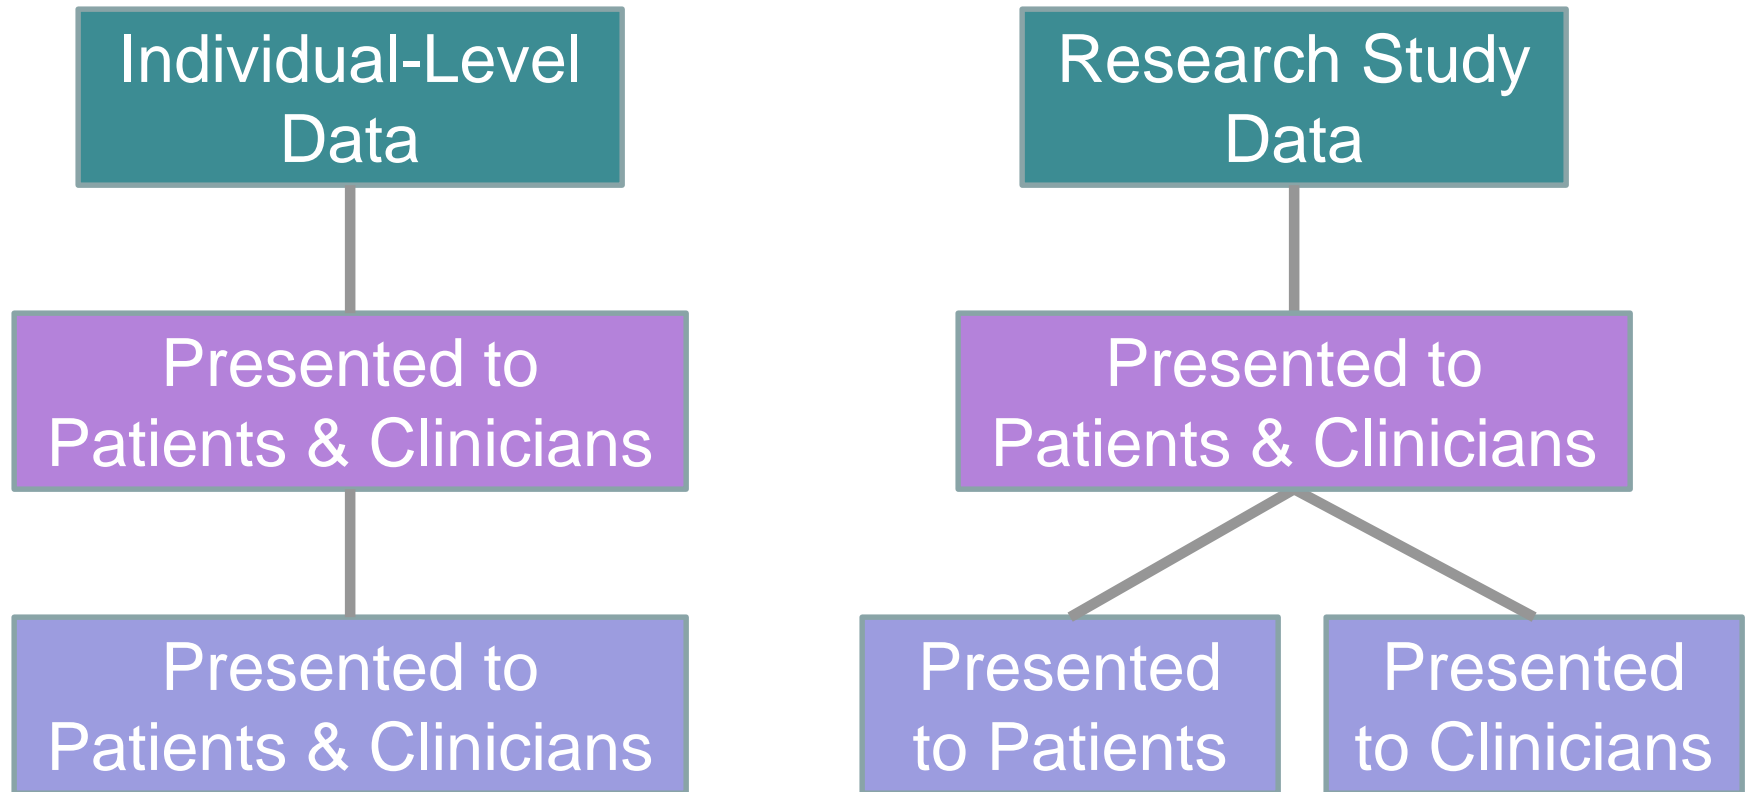 Individual-Level
Data
Research Study
Data
Presented to
Patients & Clinicians
Presented to
Patients & Clinicians
Presented to
Patients & Clinicians
Presented
to Patients
Presented
to Clinicians